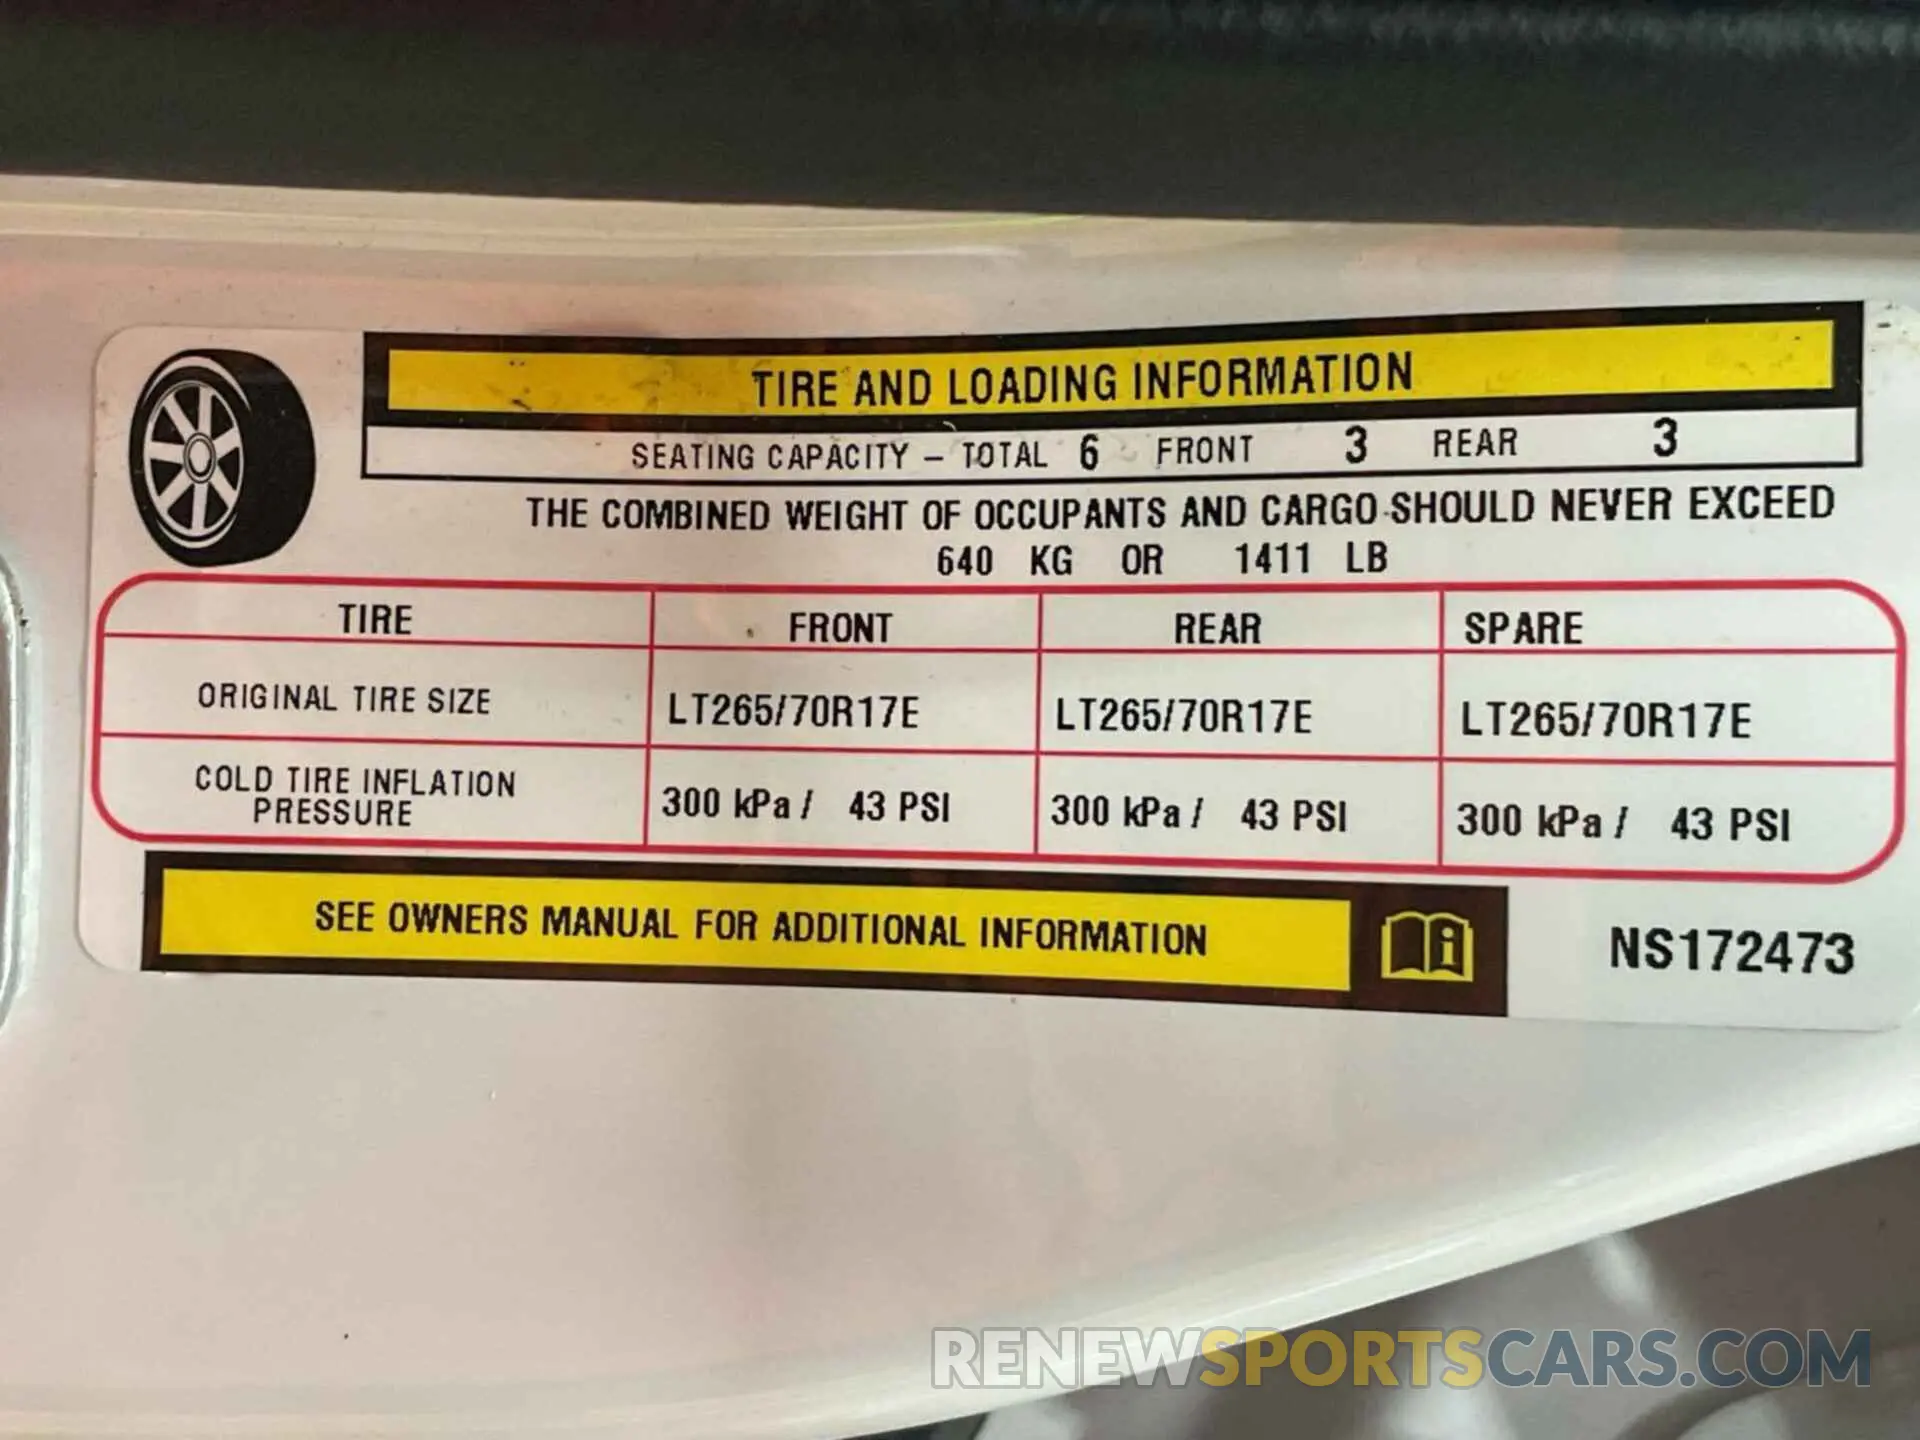 TIRE AND LOADING INFORMATION
SEATING CAPACITY – TOTAL 6 FRONT 3 REAR 3
THE COMBINED WEIGHT OF OCCUPANTS AND CARGO SHOULD NEVER EXCEED
640 KG OR 1411 LB
TIRE FRONT REAR SPARE
ORIGINAL TIRE SIZE LT265/70R17E LT265/70R17E LT265/70R17E
COLD TIRE INFLATION
PRESSURE 300 kPa / 43 PSI 300 kPa / 43 PSI 300 kPa / 43 PSI
SEE OWNERS MANUAL FOR ADDITIONAL INFORMATION
NS172473
RENEWSPORTSCARS.COM